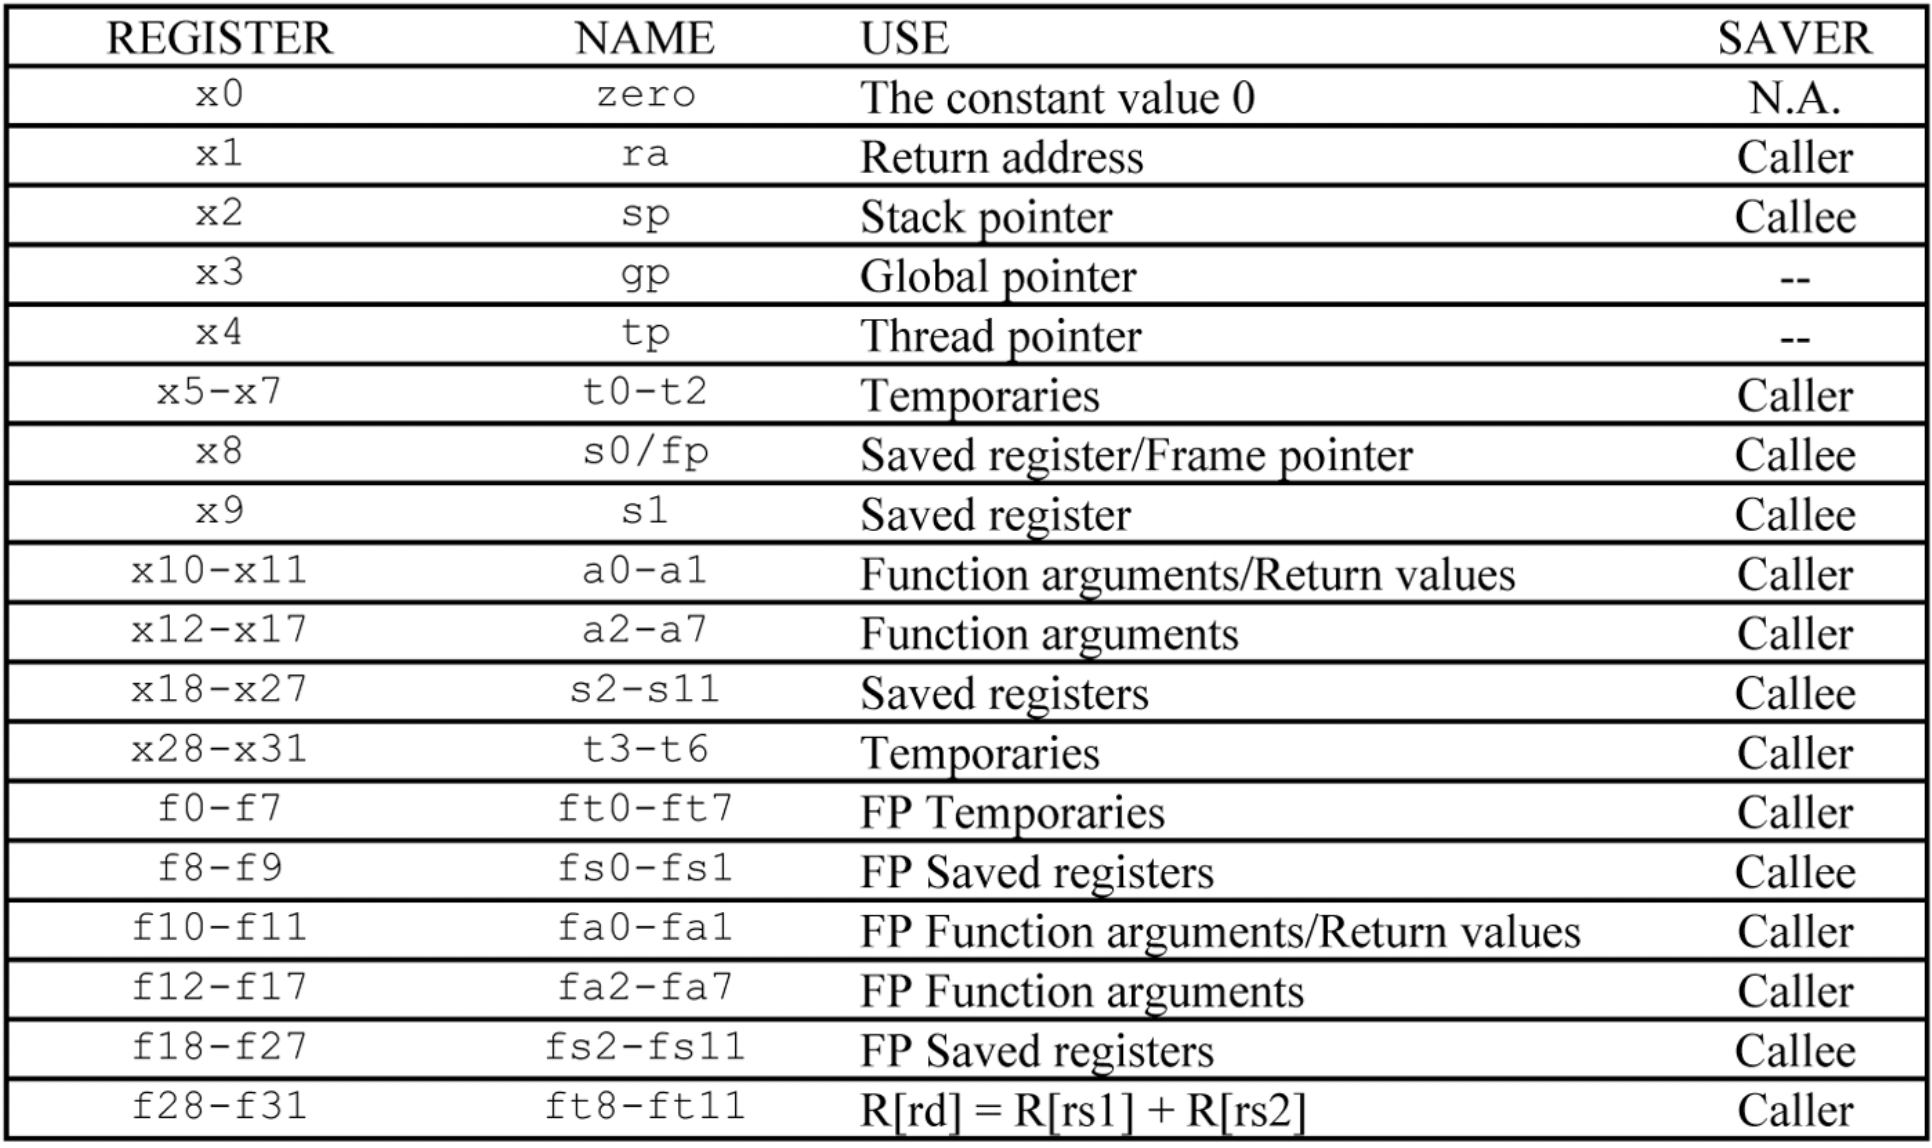 REGISTER NAME USE SAVER
x0 zero The constant value 0 N.A.
x1 ra Return address Caller
x2 sp Stack pointer Callee
x3 gp Global pointer --
x4 tp Thread pointer --
x5-x7 t0-t2 Temporaries Caller
x8 s0/fp Saved register/Frame pointer Callee
x9 s1 Saved register Callee
x10-x11 a0-a1 Function arguments/Return values Caller
x12-x17 a2-a7 Function arguments Caller
x18-x27 s2-s11 Saved registers Callee
x28-x31 t3-t6 Temporaries Caller
f0-f7 ft0-ft7 FP Temporaries Caller
f8-f9 fs0-fs1 FP Saved registers Callee
f10-f11 fa0-fa1 FP Function arguments/Return values Caller
f12-f17 fa2-fa7 FP Function arguments Caller
f18-f27 fs2-fs11 FP Saved registers Callee
f28-f31 ft8-ft11 R[rd] = R[rs1] + R[rs2] Caller